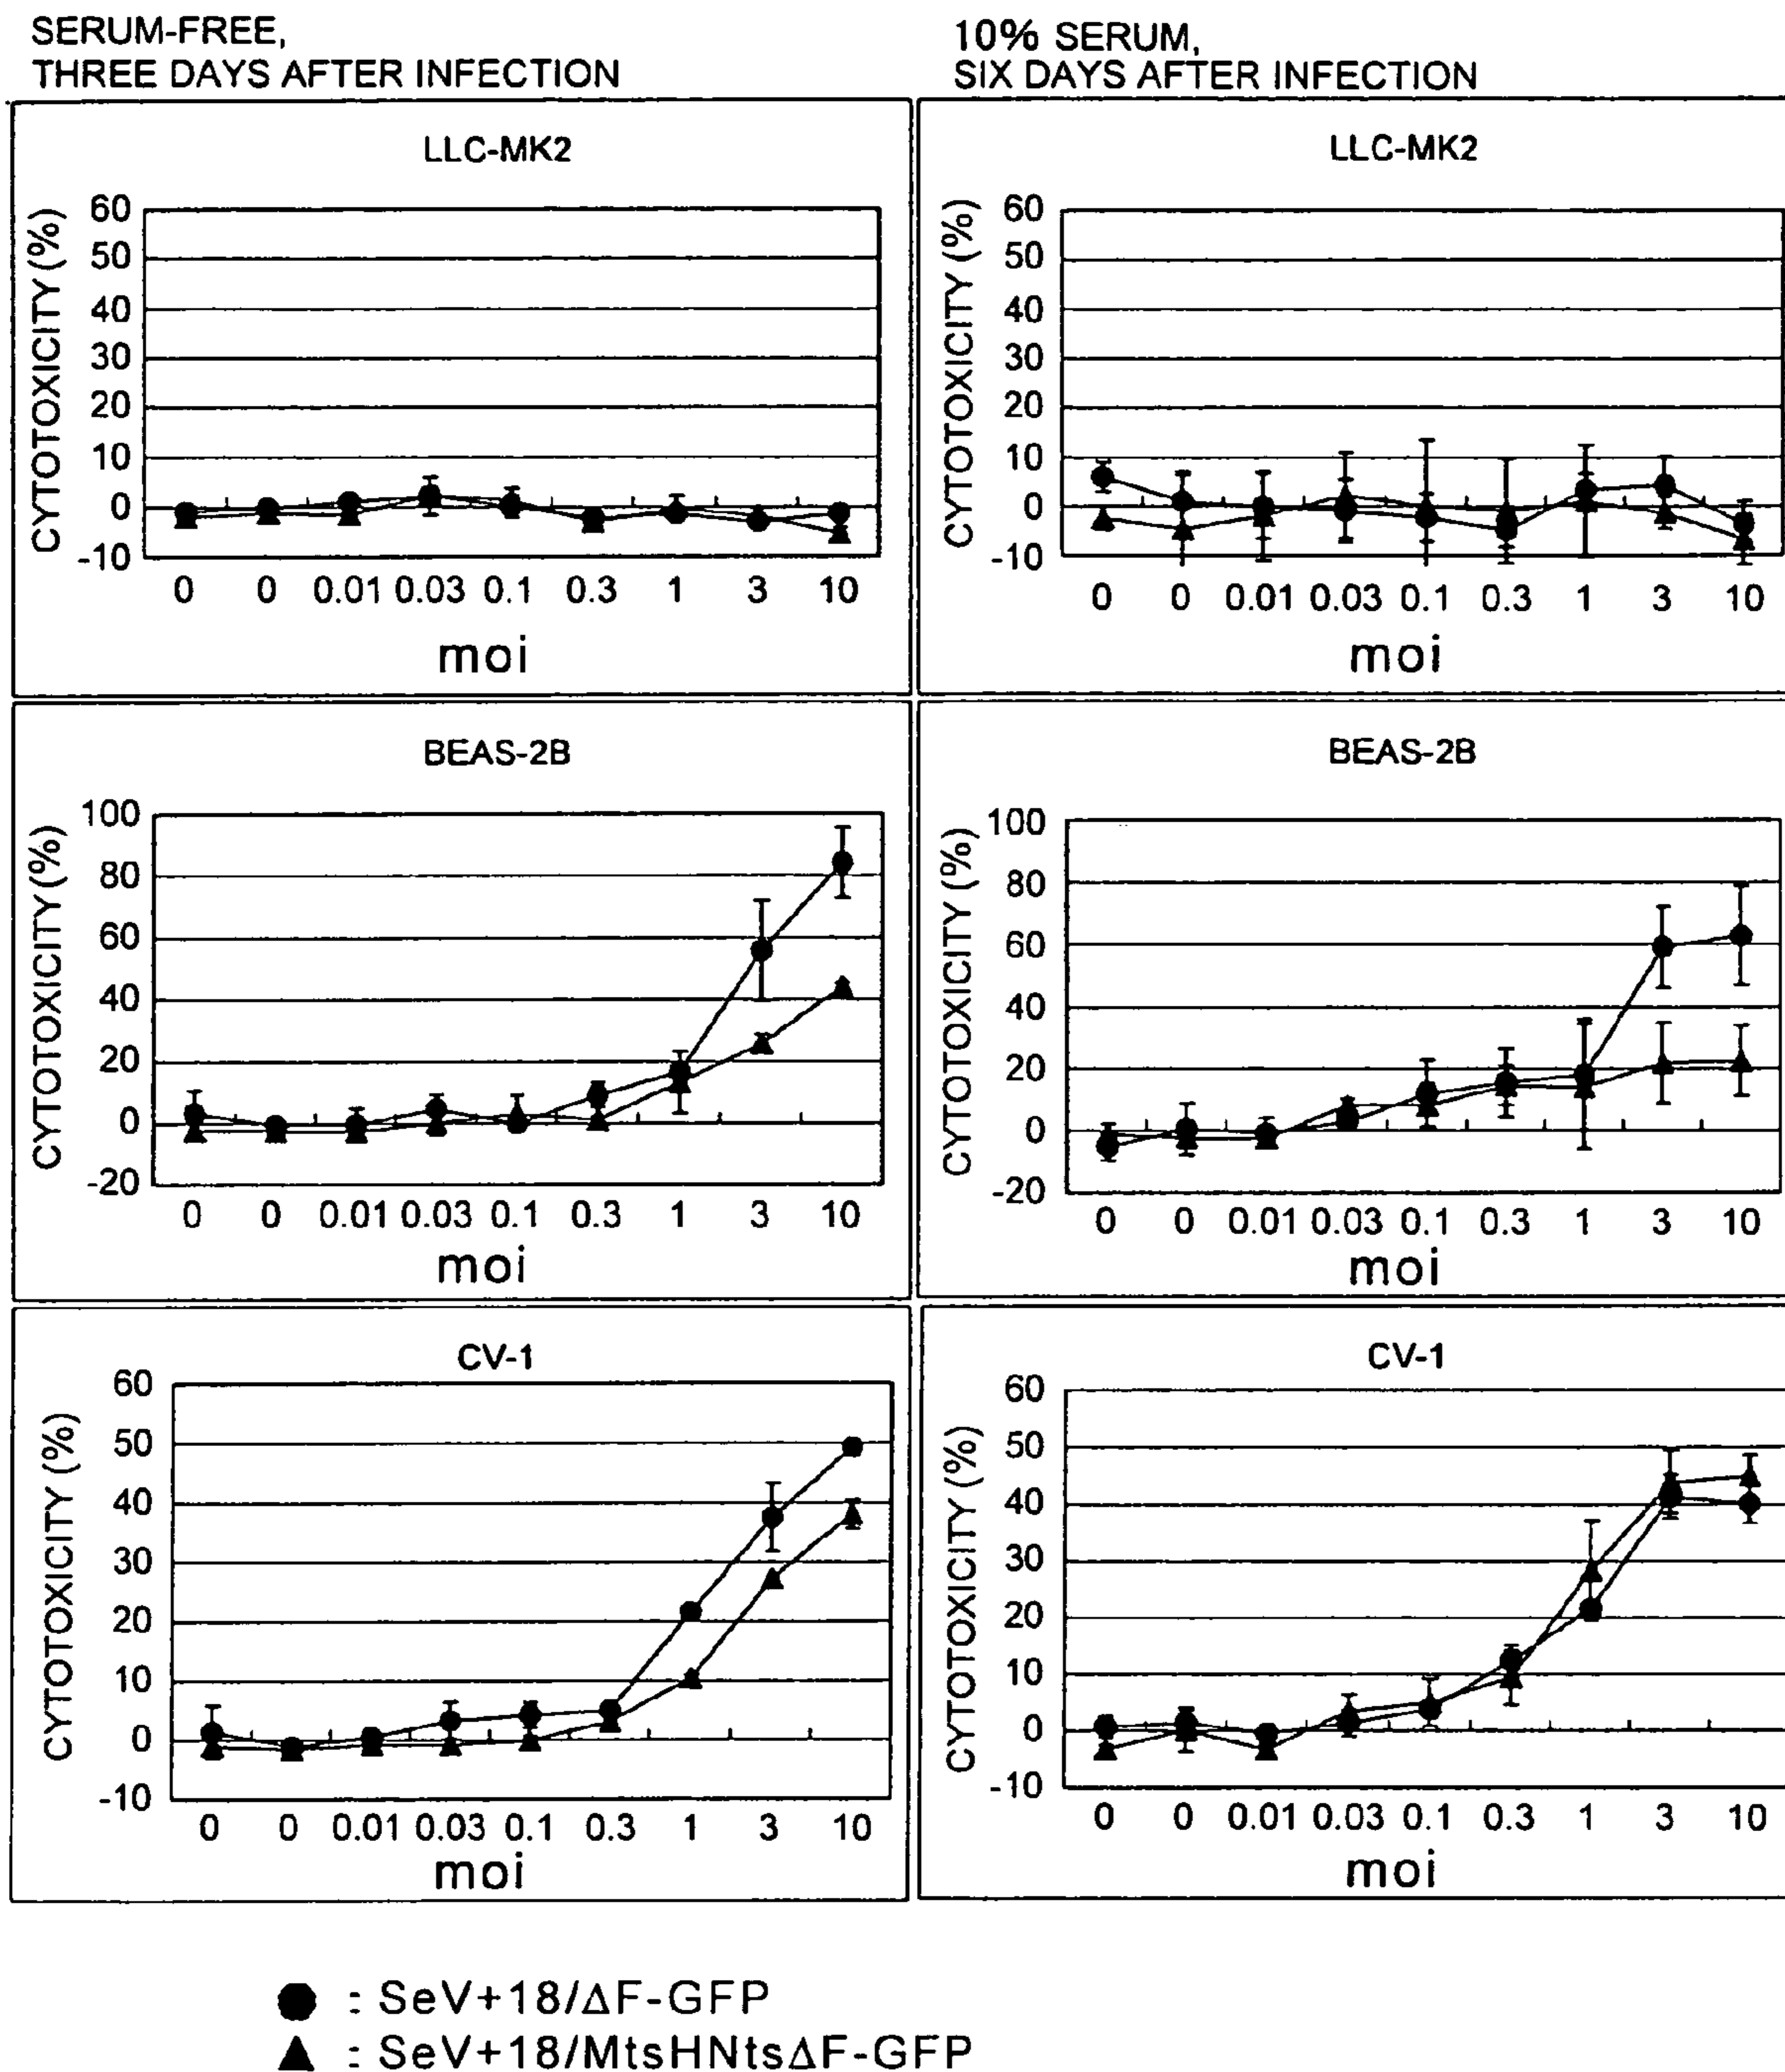 SERUM-FREE,
THREE DAYS AFTER INFECTION
10% SERUM,
SIX DAYS AFTER INFECTION
LLC-MK2
CYTOTOXICITY (%)
60
50
40
30
20
10
0
-10
0 0 0.01 0.03 0.1 0.3 1 3 10
moi
LLC-MK2
CYTOTOXICITY (%)
60
50
40
30
20
10
0
-10
0 0 0.01 0.03 0.1 0.3 1 3 10
moi
BEAS-2B
CYTOTOXICITY (%)
100
80
60
40
20
0
-20
0 0 0.01 0.03 0.1 0.3 1 3 10
moi
BEAS-2B
CYTOTOXICITY (%)
100
80
60
40
20
0
-20
0 0 0.01 0.03 0.1 0.3 1 3 10
moi
CV-1
CYTOTOXICITY (%)
60
50
40
30
20
10
0
-10
0 0 0.01 0.03 0.1 0.3 1 3 10
moi
CV-1
CYTOTOXICITY (%)
60
50
40
30
20
10
0
-10
0 0 0.01 0.03 0.1 0.3 1 3 10
moi
● : SeV+18/ΔF-GFP
▲ : SeV+18/MtsHNtsΔF-GFP